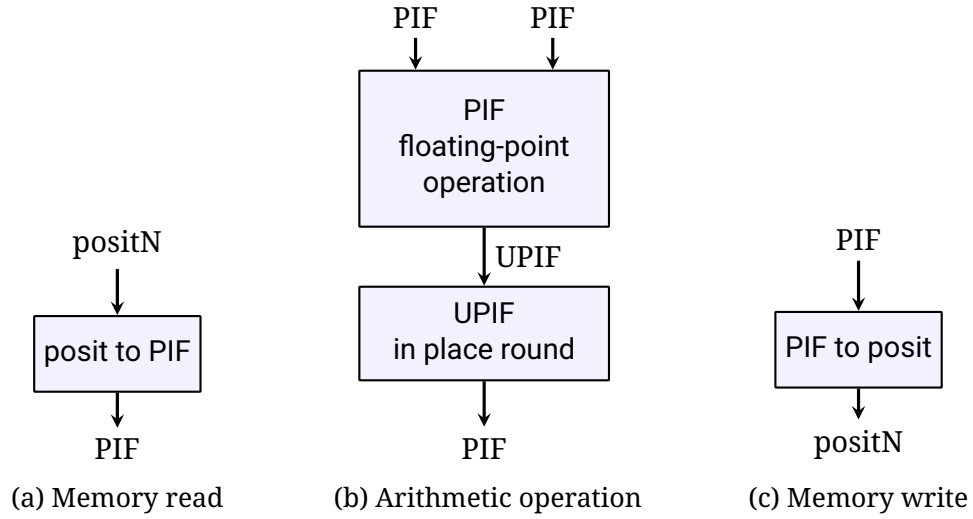 positN
posit to PIF
PIF
(a) Memory read
PIF PIF
PIF
floating-point
operation
UPIF
UPIF
in place round
PIF
(b) Arithmetic operation
PIF
PIF to posit
positN
(c) Memory write